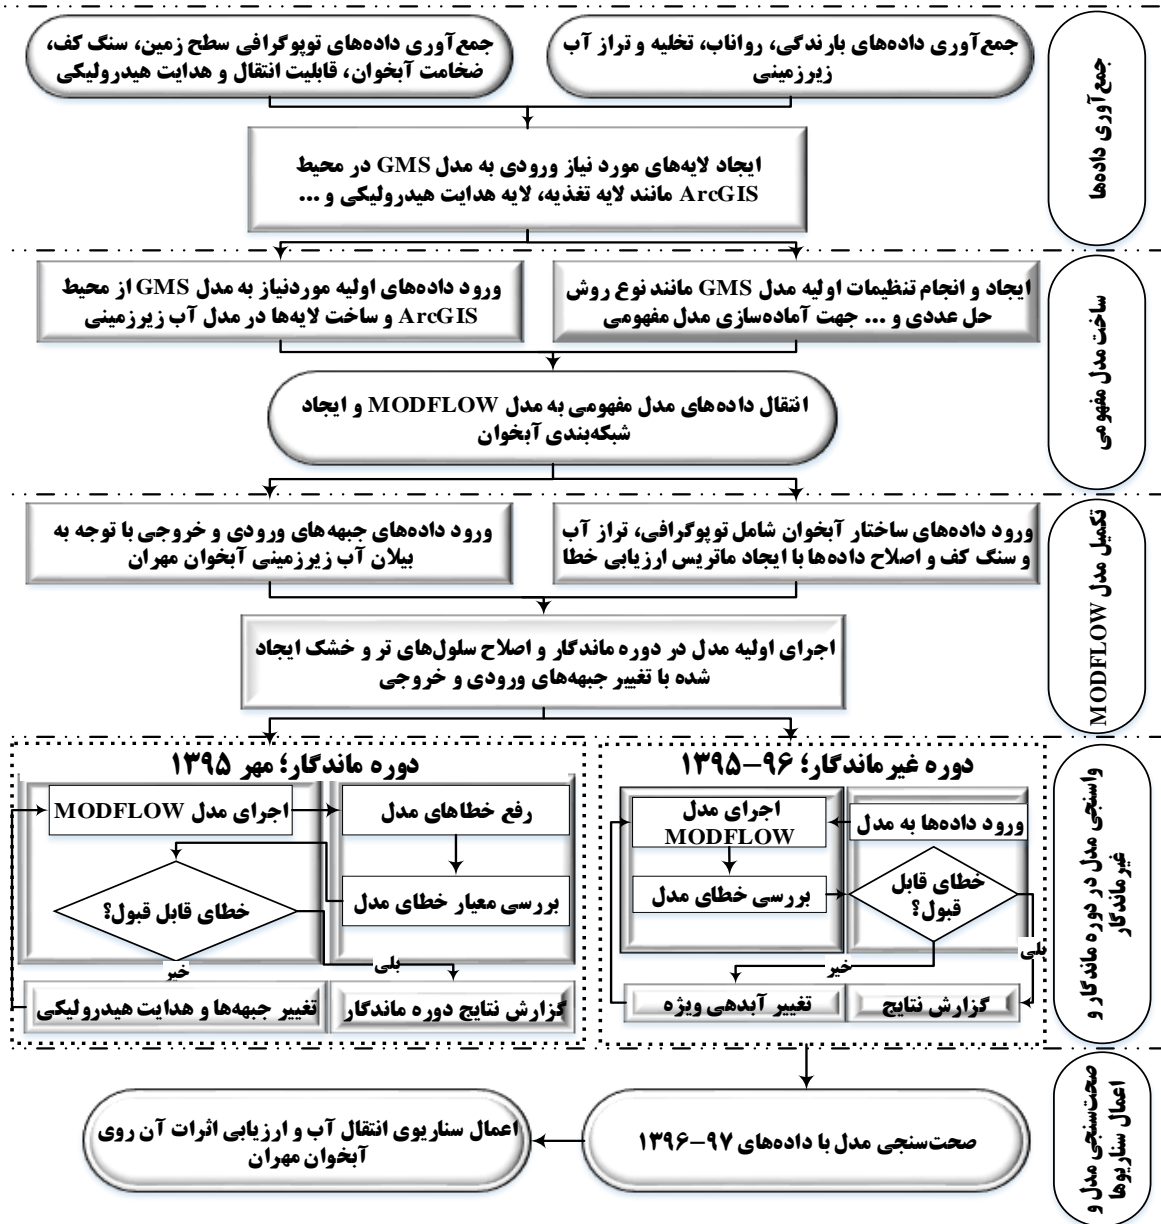 جمع‌آوری داده‌ها
جمع‌آوری داده‌های بارندگی، رواناب، تخلیه و تراز آب
زیرزمینی
جمع‌آوری داده‌های توپوگرافی سطح زمین، سنگ کف،
ضخامت آبخوان، قابلیت انتقال و هدایت هیدرولیکی
ایجاد لایه‌های مورد نیاز ورودی به مدل GMS در محیط
ArcGIS مانند لایه تغذیه، لایه هدایت هیدرولیکی و ...
ساخت مدل مفهومی
ایجاد و انجام تنظیمات اولیه مدل GMS مانند نوع روش
حل عددی و ... جهت آماده‌سازی مدل مفهومی
ورود داده‌های اولیه موردنیاز به مدل GMS از محیط
ArcGIS و ساخت لایه‌ها در مدل آب زیرزمینی
انتقال داده‌های مدل مفهومی به مدل MODFLOW و ایجاد
شبکه‌بندی آبخوان
تکمیل مدل MODFLOW
ورود داده‌های ساختار آبخوان شامل توپوگرافی، تراز آب
و سنگ کف و اصلاح داده‌ها با ایجاد ماتریس ارزیابی خطا
ورود داده‌های جبهه‌های ورودی و خروجی با توجه به
بیلان آب زیرزمینی آبخوان مهران
اجرای اولیه مدل در دوره ماندگار و اصلاح سلول‌های تر و خشک ایجاد
شده با تغییر جبهه‌های ورودی و خروجی
واسنجی مدل در دوره ماندگار و
غیرماندگار
دوره غیرماندگار؛ ۹۶-۱۳۹۵
ورود داده‌ها به مدل
اجرای مدل
MODFLOW
بررسی خطای مدل
خطای قابل
قبول؟
بلی
خیر
گزارش نتایج
تغییر آبدهی ویژه
دوره ماندگار؛ مهر ۱۳۹۵
اجرای مدل MODFLOW
رفع خطاهای مدل
بررسی معیار خطای مدل
خطای قابل قبول؟
بلی
خیر
گزارش نتایج دوره ماندگار
تغییر جبهه‌ها و هدایت هیدرولیکی
صحت‌سنجی مدل و
اعمال سناریوها
صحت‌سنجی مدل با داده‌های ۹۷-۱۳۹۶
اعمال سناریوی انتقال آب و ارزیابی اثرات آن روی
آبخوان مهران